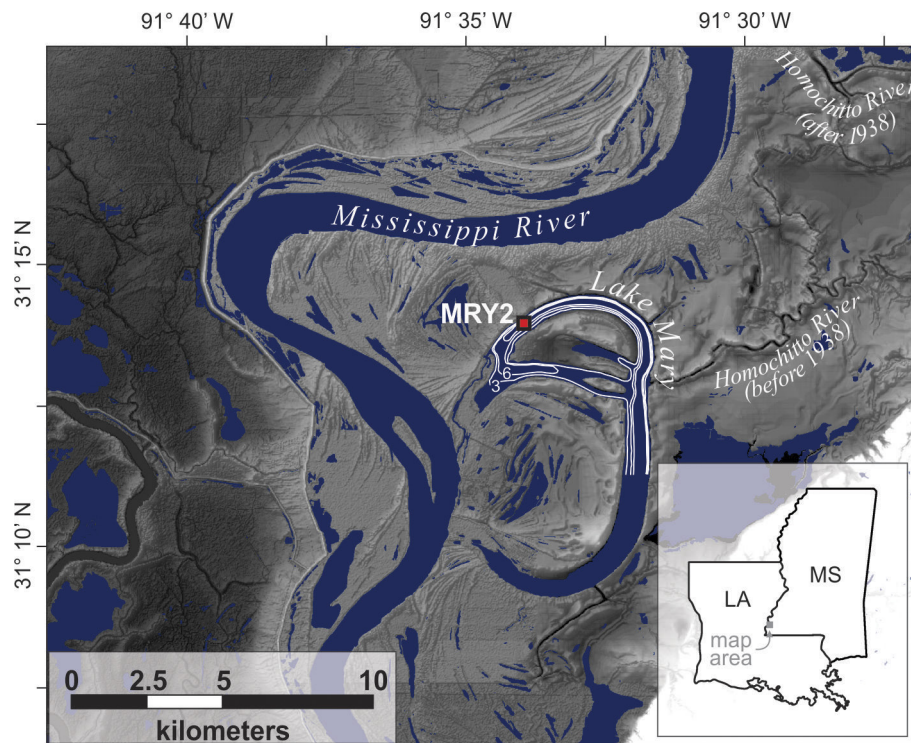 91° 40’ W
91° 35’ W
91° 30’ W
Homochitto River
(after 1938)
Mississippi River
31° 15’ N
Lake
Mary
MRY2
Homochitto River
(before 1938)
6
3
31° 10’ N
LA
MS
map
area
0
2.5
5
10
kilometers